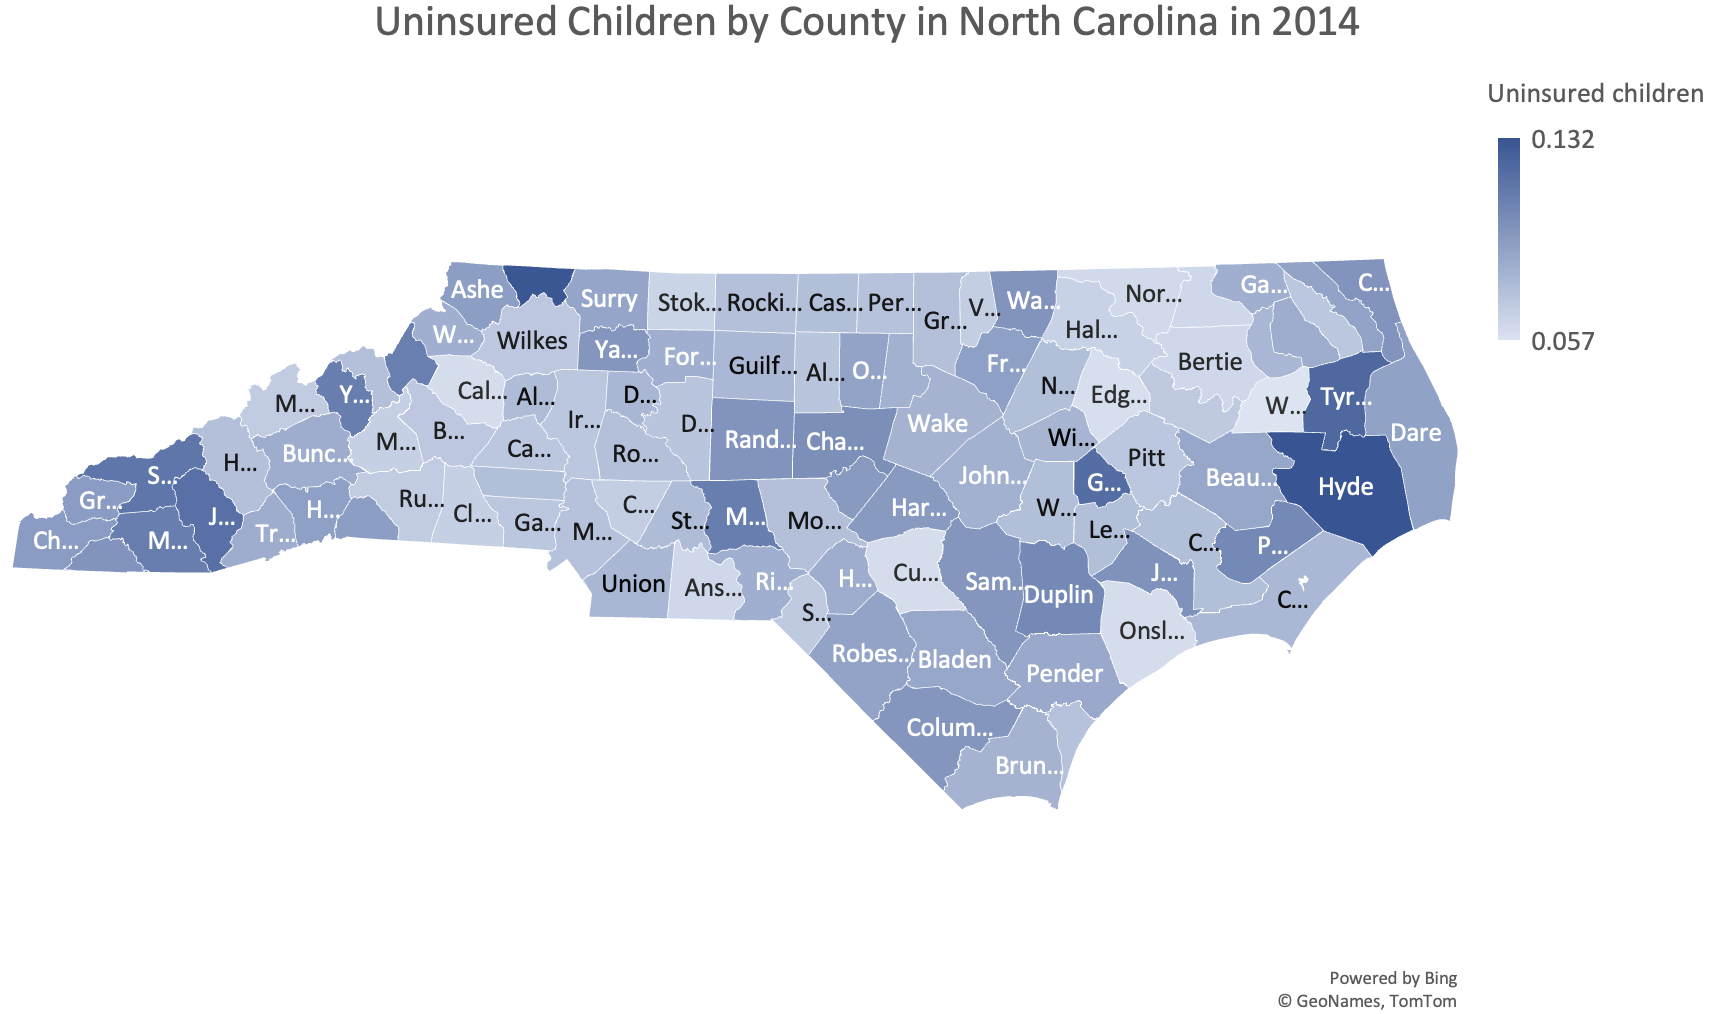 Uninsured Children by County in North Carolina in 2014
Uninsured children
0.132
0.057
Ashe
Surry
Stok...
Rocki...
Cas...
Per...
Gr...
V...
Wa...
Nor...
Hal...
Ga...
C...
W...
Wilkes
Ya...
For...
Guilf...
Al...
O...
Fr...
Bertie
Y...
M...
Cal...
Al...
D...
Ir...
N...
Edg...
W...
Tyr...
Dare
B...
M...
Ca...
Ro...
D...
Rand...
Cha...
Wake
Wi...
Pitt
Bunc...
H...
S...
Gr...
J...
Ch...
M...
Tr...
H...
Ru...
Cl...
Ga...
M...
C...
St...
M...
Mo...
Har...
John...
W...
G...
Le...
Beau...
Hyde
C...
P...
J...
C...
Union
Ans...
Ri...
H...
S...
Cu...
Sam...
Duplin
Onsl...
Robes...
Bladen
Pender
Colum...
Brun...
Powered by Bing
© GeoNames, TomTom